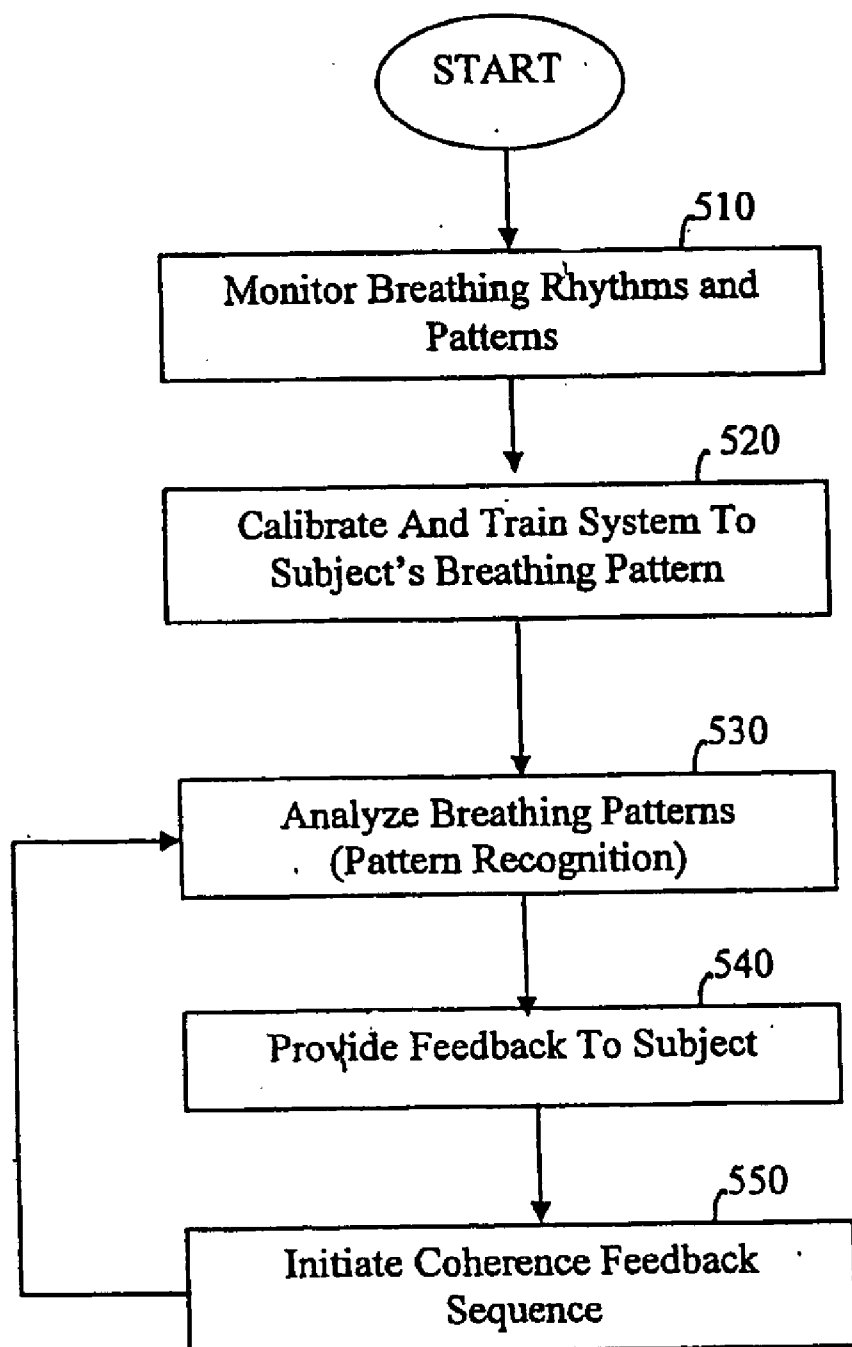 START
510
Monitor Breathing Rhythms and
Patterns
520
Calibrate And Train System To
Subject's Breathing Pattern
530
Analyze Breathing Patterns
(Pattern Recognition)
540
Provide Feedback To Subject
550
Initiate Coherence Feedback
Sequence